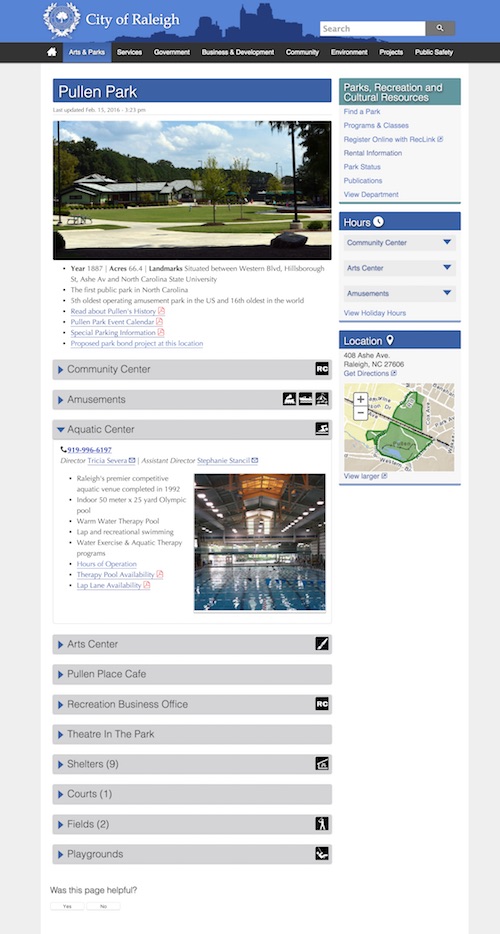 City of Raleigh
Search
Arts & Parks Services Government Business & Development Community Environment Projects Public Safety
Pullen Park
Last updated Feb. 15, 2016 - 3:23 pm
Year 1887 | Acres 66.4 | Landmarks Situated between Western Blvd, Hillsborough
St, Ashe Av and North Carolina State University
The first public park in North Carolina
5th oldest operating amusement park in the US and 16th oldest in the world
Read about Pullen's History
Pullen Park Event Calendar
Special Parking Information
Proposed park bond project at this location
Community Center
RC
Amusements
Aquatic Center
919-996-6197
Director Tricia Severa | Assistant Director Stephanie Stancil
Raleigh's premier competitive
aquatic venue completed in 1992
Indoor 50 meter x 25 yard Olympic
pool
Warm Water Therapy Pool
Lap and recreational swimming
Water Exercise & Aquatic Therapy
programs
Hours of Operation
Therapy Pool Availability
Lap Lane Availability
Arts Center
Pullen Place Cafe
Recreation Business Office
RC
Theatre In The Park
Shelters (9)
Courts (1)
Fields (2)
Playgrounds
Was this page helpful?
Yes No
Parks, Recreation and
Cultural Resources
Find a Park
Programs & Classes
Register Online with RecLink
Rental Information
Park Status
Publications
View Department
Hours
Community Center
Arts Center
Amusements
View Holiday Hours
Location
408 Ashe Ave.
Raleigh, NC 27606
Get Directions
+
−
Pullen
View larger